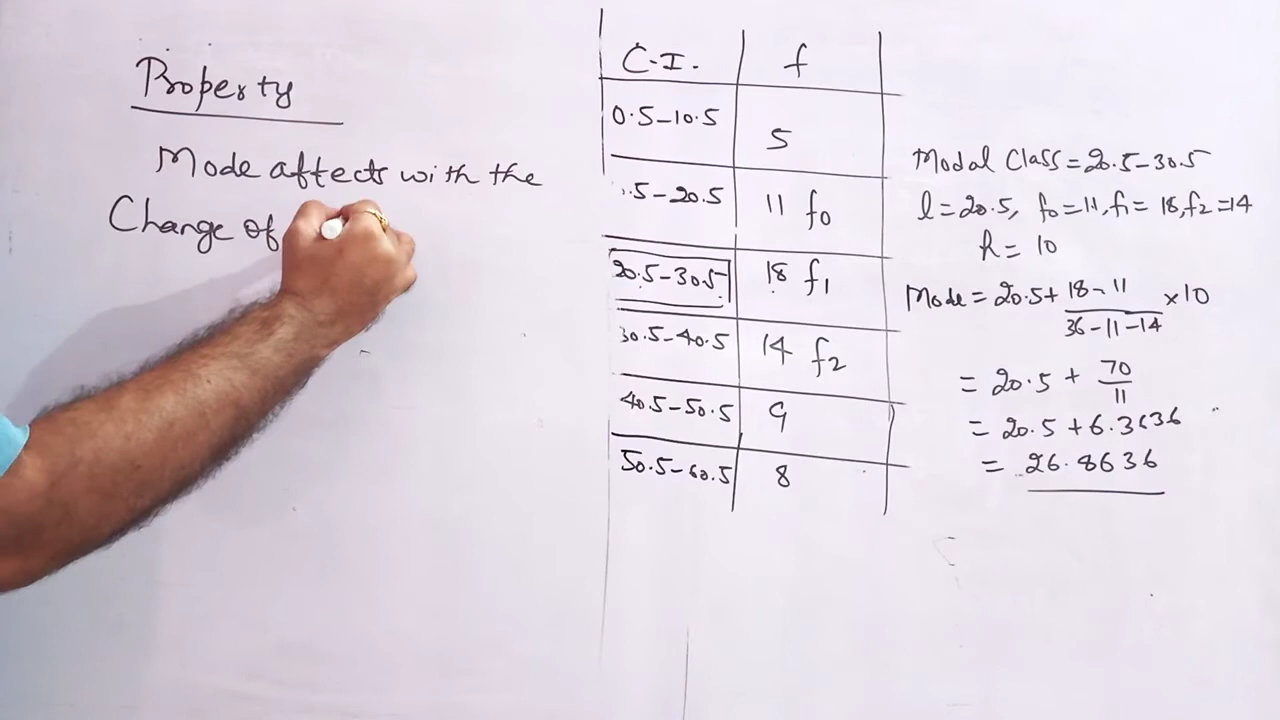 Property
Mode affects with the
Change of
C.I. f
0.5-10.5 5
.5-20.5 11 f0
20.5-30.5 18 f1
30.5-40.5 14 f2
40.5-50.5 9
50.5-60.5 8
Modal Class = 20.5-30.5
l = 20.5, f0 = 11, f1 = 18, f2 = 14
h = 10
Mode = 20.5 + 18-11 / 36-11-14 × 10
= 20.5 + 70 / 11
= 20.5 + 6.3636
= 26.8636